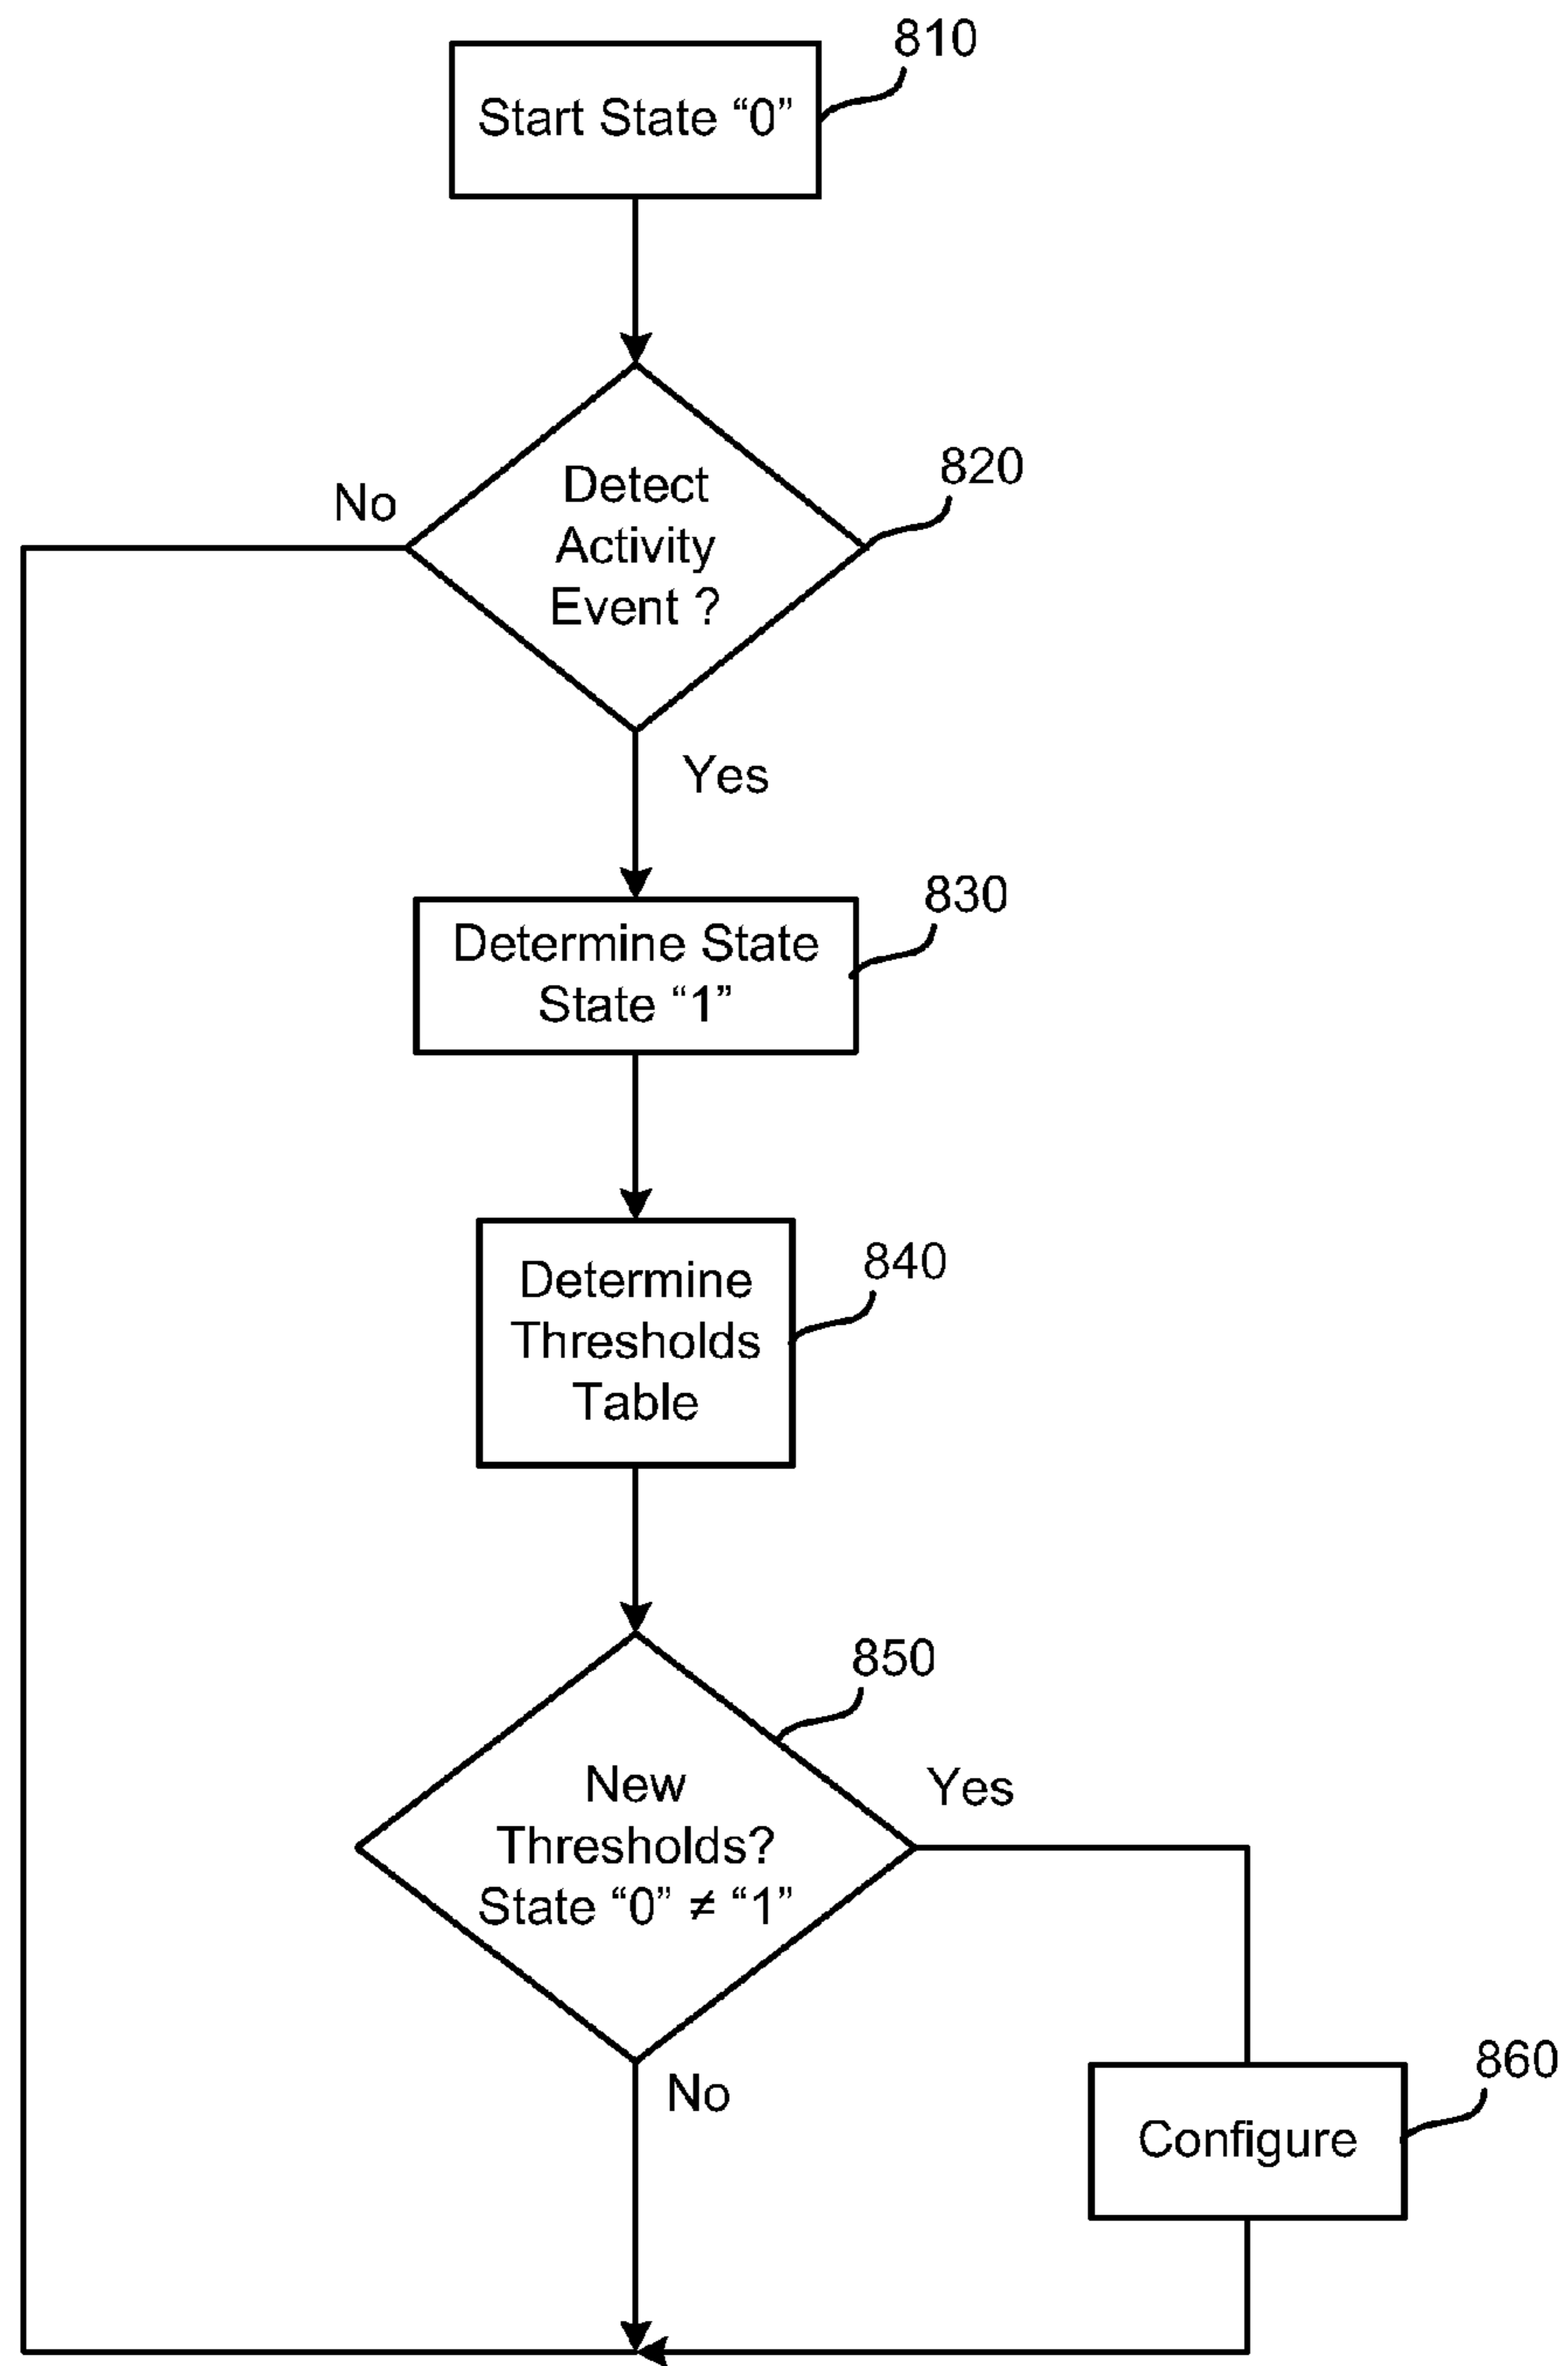 810
Start State “0”
820
No
Detect
Activity
Event ?
Yes
830
Determine State
State “1”
840
Determine
Thresholds
Table
850
New
Thresholds?
State “0” ≠ “1”
Yes
No
860
Configure